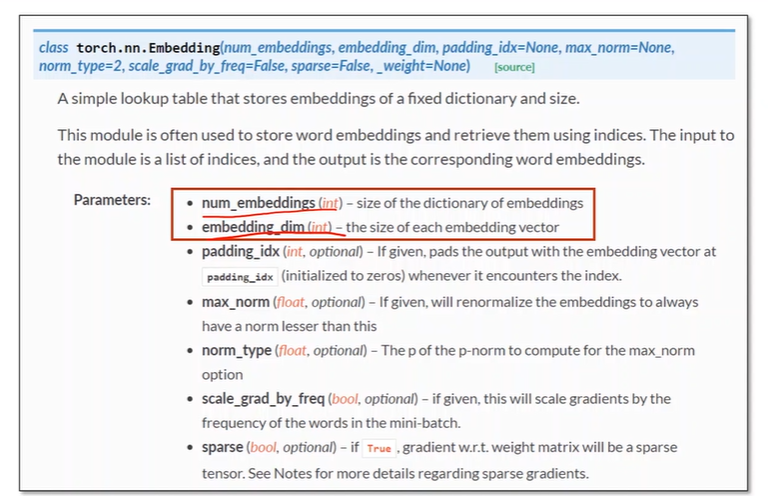 class torch.nn.Embedding(num_embeddings, embedding_dim, padding_idx=None, max_norm=None,
norm_type=2, scale_grad_by_freq=False, sparse=False, _weight=None) [source]
A simple lookup table that stores embeddings of a fixed dictionary and size.
This module is often used to store word embeddings and retrieve them using indices. The input to
the module is a list of indices, and the output is the corresponding word embeddings.
Parameters:
• num_embeddings (int) – size of the dictionary of embeddings
• embedding_dim (int) – the size of each embedding vector
• padding_idx (int, optional) – If given, pads the output with the embedding vector at
padding_idx (initialized to zeros) whenever it encounters the index.
• max_norm (float, optional) – If given, will renormalize the embeddings to always
have a norm lesser than this
• norm_type (float, optional) – The p of the p-norm to compute for the max_norm
option
• scale_grad_by_freq (bool, optional) – if given, this will scale gradients by the
frequency of the words in the mini-batch.
• sparse (bool, optional) – if True, gradient w.r.t. weight matrix will be a sparse
tensor. See Notes for more details regarding sparse gradients.